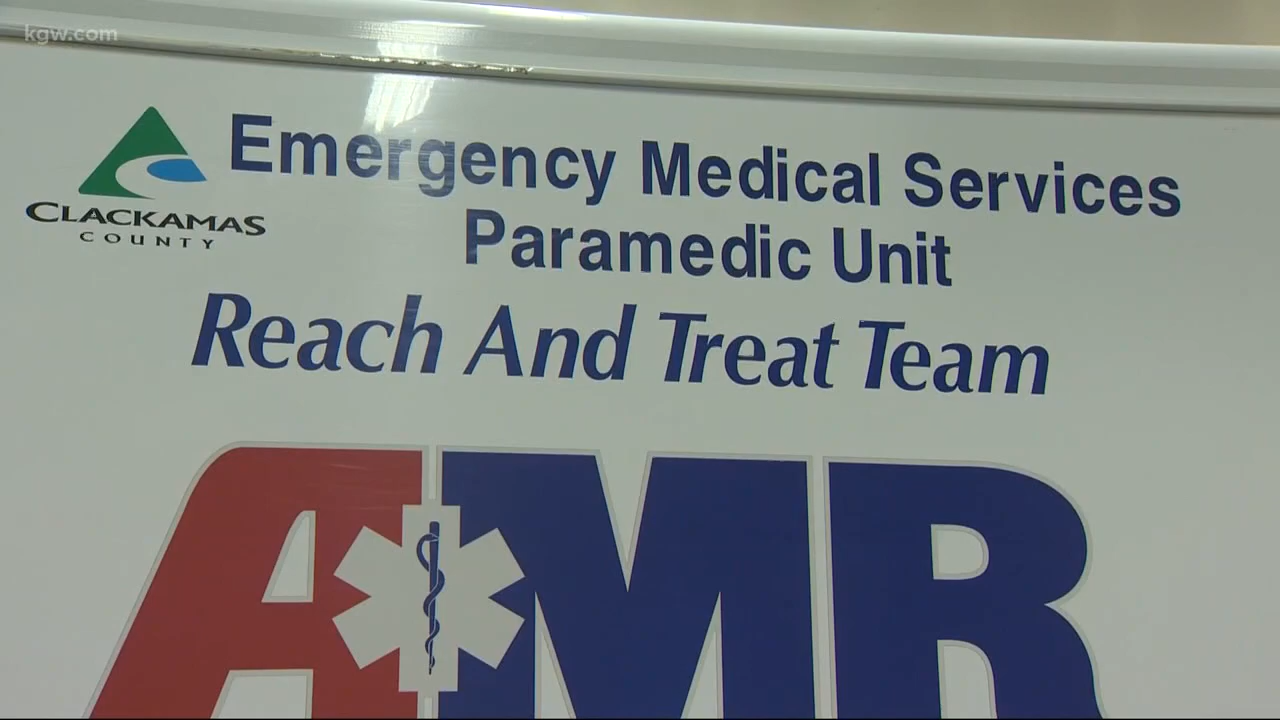 kgw.com
Emergency Medical Services
CLACKAMAS
COUNTY
Paramedic Unit
Reach And Treat Team
AMR